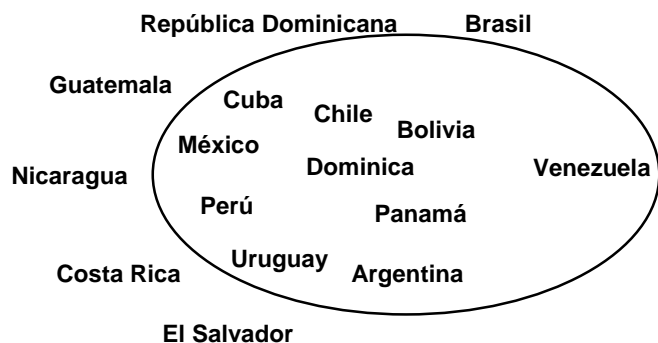 República Dominicana Brasil
Guatemala
Cuba
Chile
Bolivia
México
Dominica
Venezuela
Nicaragua
Perú
Panamá
Uruguay
Costa Rica
Argentina
El Salvador